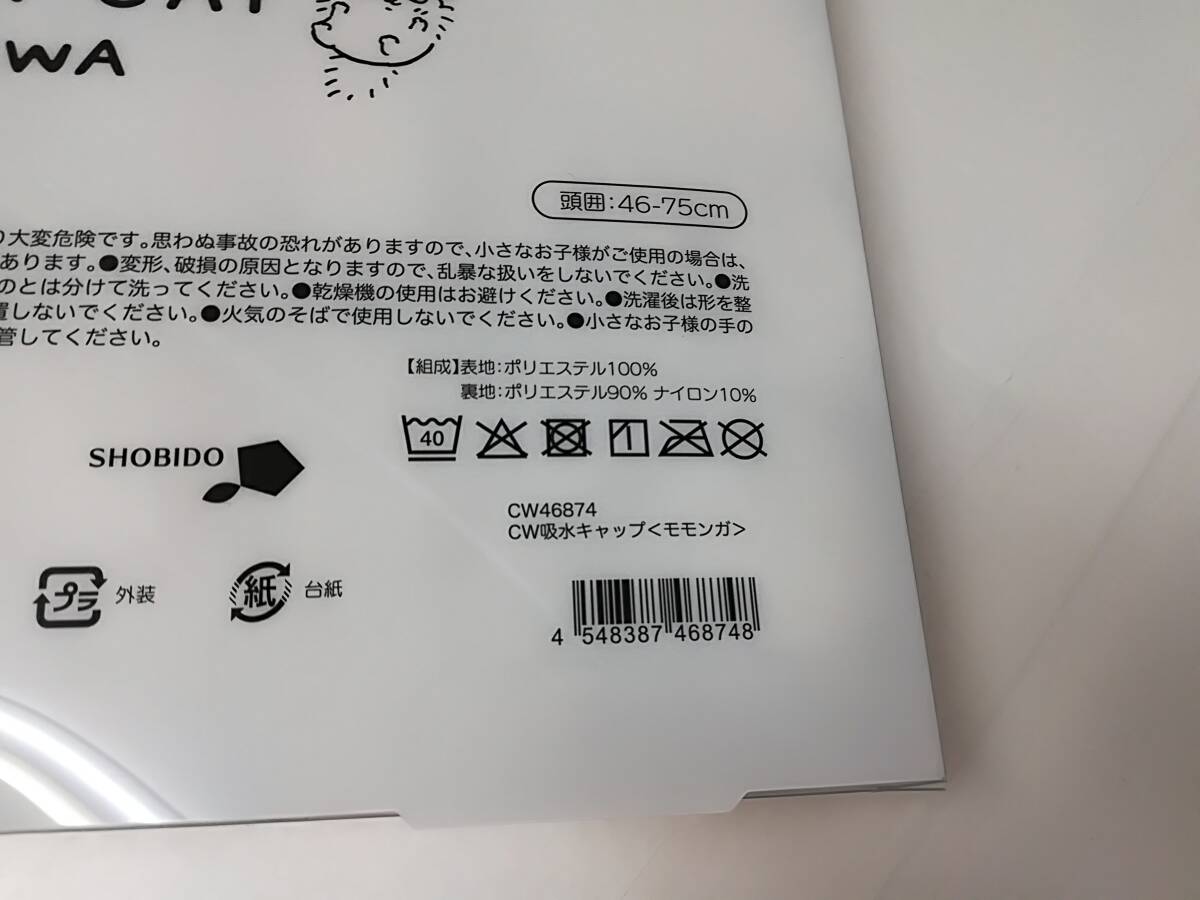 WA
頭囲:46-75cm
り大変危険です。思わぬ事故の恐れがありますので、小さなお子様がご使用の場合は、
あります。●変形、破損の原因となりますので、乱暴な扱いをしないでください。●洗
のとは分けて洗ってください。●乾燥機の使用はお避けください。●洗濯後は形を整
置しないでください。●火気のそばで使用しないでください。●小さなお子様の手の
管してください。
【組成】表地:ポリエステル100%
裏地:ポリエステル90% ナイロン10%
40
SHOBIDO
CW46874
CW吸水キャップ<モモンガ>
プラ 外装
紙 台紙
4 548387 468748